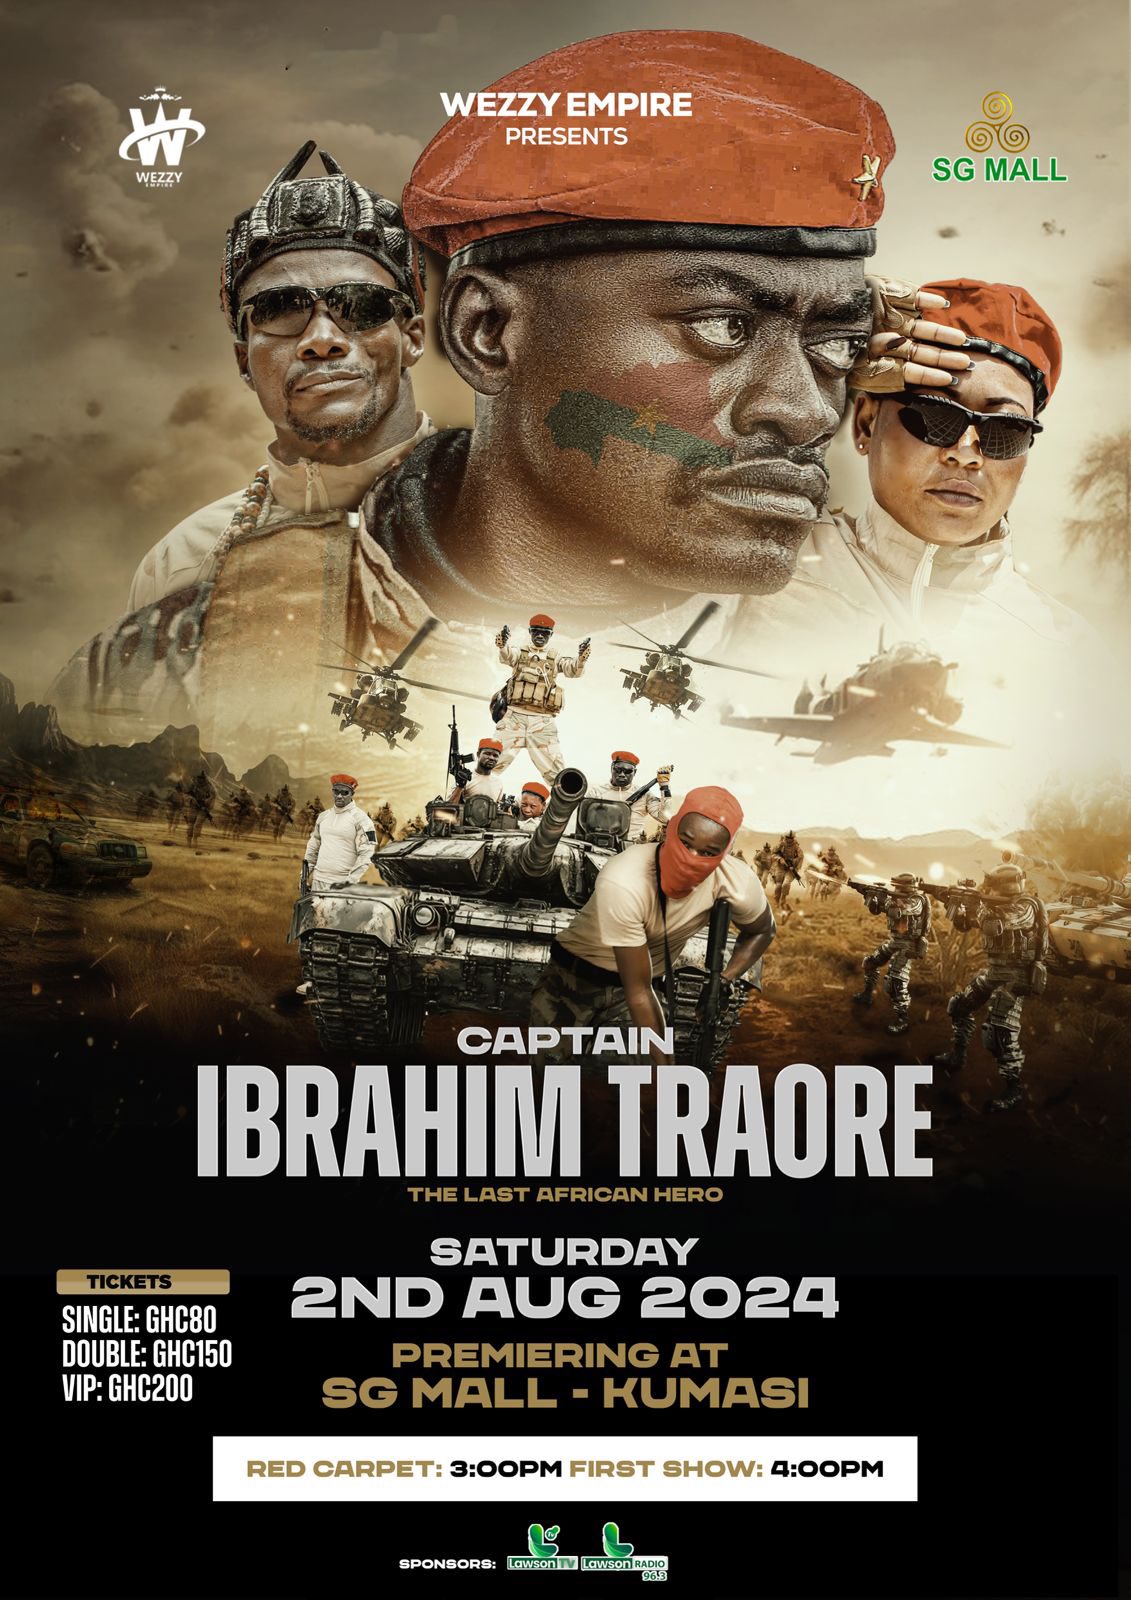 WEZZY EMPIRE
PRESENTS
W
WEZZY
EMPIRE
SG MALL
CAPTAIN
IBRAHIM TRAORE
THE LAST AFRICAN HERO
SATURDAY
2ND AUG 2024
TICKETS
SINGLE: GHC80
DOUBLE: GHC150
VIP: GHC200
PREMIERING AT
SG MALL - KUMASI
RED CARPET: 3:00PM FIRST SHOW: 4:00PM
SPONSORS: Lawson TV Lawson RADIO
96.3